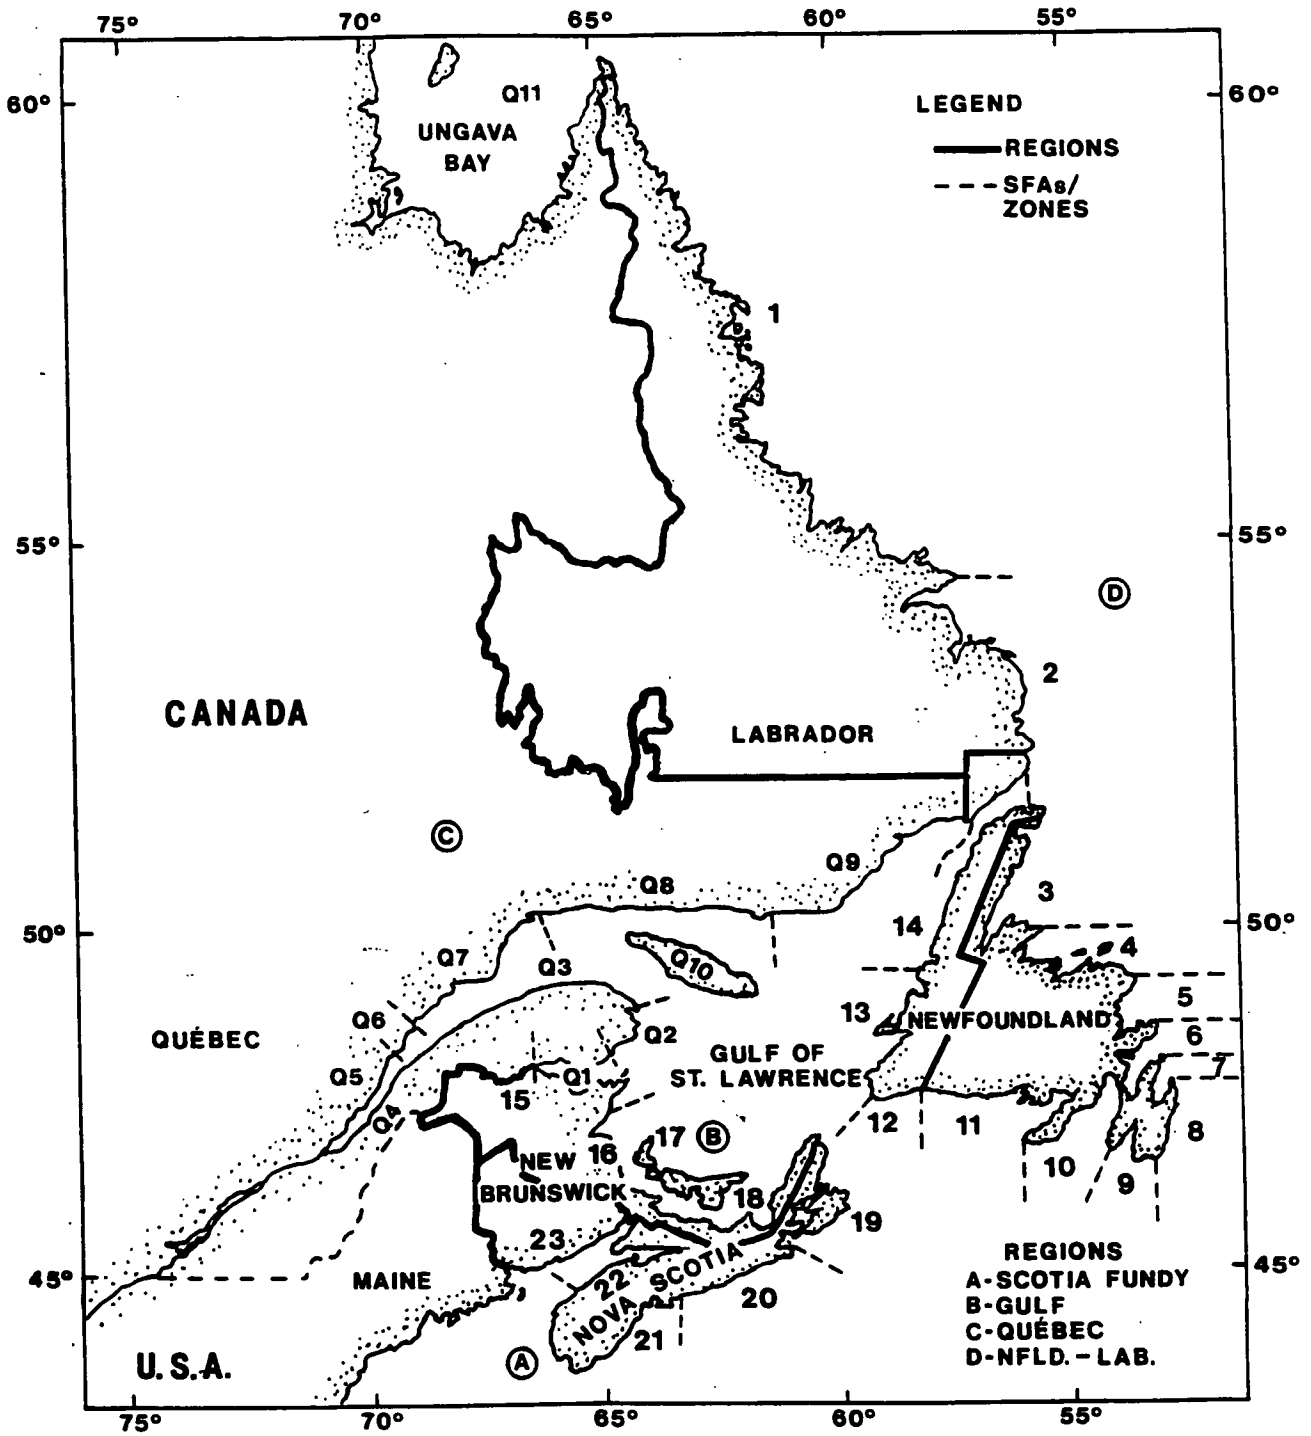 75°
70°
65°
60°
55°
60°
Q11
UNGAVA
BAY
LEGEND
REGIONS
SFAs/
ZONES
60°
1
55°
55°
D
2
CANADA
LABRADOR
C
Q9
Q8
3
50°
14
50°
Q7
Q3
Q10
4
5
Q6
13
NEWFOUNDLAND
6
QUÉBEC
Q2
GULF OF
ST. LAWRENCE
7
Q5
Q1
15
Q4
12
11
8
17
B
16
10
9
NEW
BRUNSWICK
18
19
23
45°
MAINE
22
NOVA SCOTIA
20
21
45°
REGIONS
A-SCOTIA FUNDY
B-GULF
C-QUÉBEC
D-NFLD.-LAB.
U.S.A.
A
75°
70°
65°
60°
55°